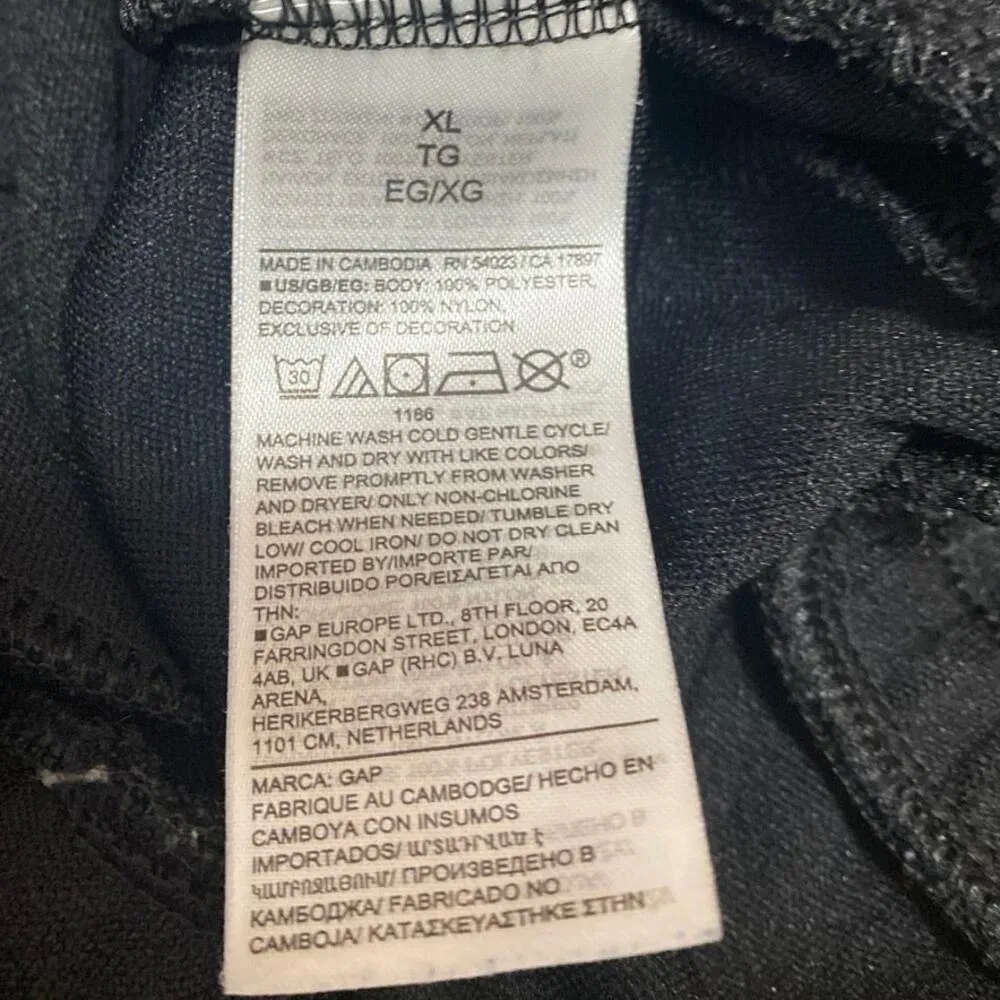 XL
TG
EG/XG
MADE IN CAMBODIA RN 54023 / CA 17897
■ US/GB/EG: BODY: 100% POLYESTER,
DECORATION: 100% NYLON,
EXCLUSIVE OF DECORATION
30 ®
1186
MACHINE WASH COLD GENTLE CYCLE/
WASH AND DRY WITH LIKE COLORS/
REMOVE PROMPTLY FROM WASHER
AND DRYER/ ONLY NON-CHLORINE
BLEACH WHEN NEEDED/ TUMBLE DRY
LOW/ COOL IRON/ DO NOT DRY CLEAN
IMPORTED BY/IMPORTE PAR/
DISTRIBUIDO POR/ΕΙΣΑΓΕΤΑΙ ΑΠΟ
ΤΗΝ:
■ GAP EUROPE LTD., 8TH FLOOR, 20
FARRINGDON STREET, LONDON, EC4A
4AB, UK ■ GAP (RHC) B.V. LUNA
ARENA,
HERIKERBERGWEG 238 AMSTERDAM,
1101 CM, NETHERLANDS
MARCA: GAP
FABRIQUE AU CAMBODGE/ HECHO EN
CAMBOYA CON INSUMOS
IMPORTADOS/ ԱՐՏԱԴՐՎԱԾ Է
ԿԱՄԲՈՋԱՅՈՒՄ/ ПРОИЗВЕДЕНО В
КАМБОДЖА/ FABRICADO NO
CAMBOJA/ ΚΑΤΑΣΚΕΥΑΣΤΗΚΕ ΣΤΗΝ